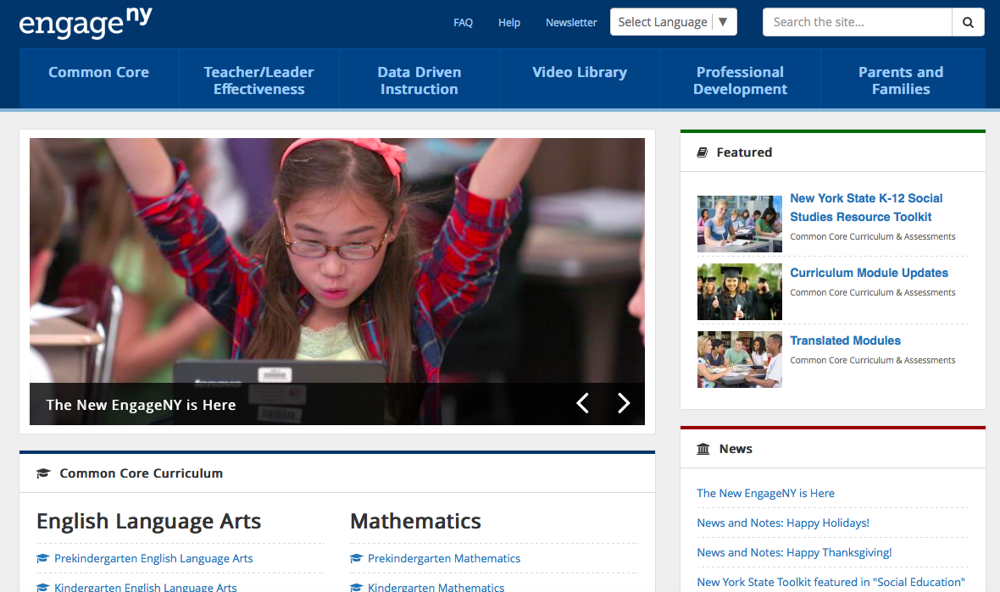 engageny
FAQ
Help
Newsletter
Select Language
Search the site...
Common Core
Teacher/Leader
Effectiveness
Data Driven
Instruction
Video Library
Professional
Development
Parents and
Families
lenovo
The New EngageNY is Here
Featured
New York State K-12 Social
Studies Resource Toolkit
Common Core Curriculum & Assessments
Curriculum Module Updates
Common Core Curriculum & Assessments
Translated Modules
Common Core Curriculum & Assessments
Common Core Curriculum
English Language Arts
Prekindergarten English Language Arts
Kindergarten English Language Arts
Mathematics
Prekindergarten Mathematics
Kindergarten Mathematics
News
The New EngageNY is Here
News and Notes: Happy Holidays!
News and Notes: Happy Thanksgiving!
New York State Toolkit featured in "Social Education"